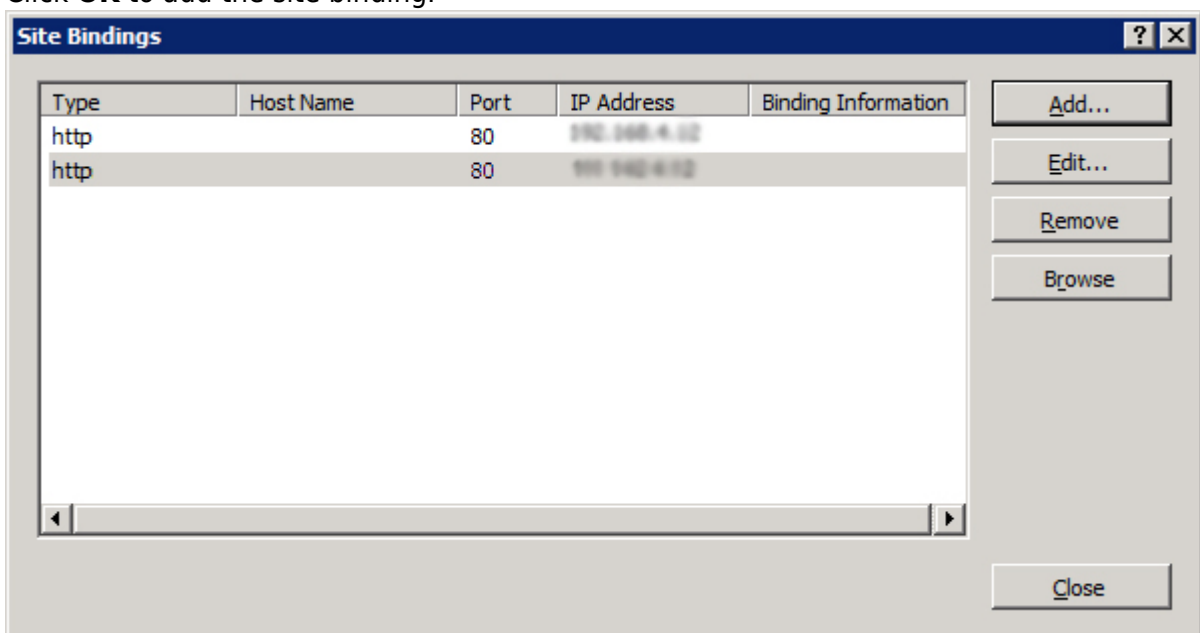 Click OK to add the site binding.
Site Bindings
Type Host Name Port IP Address Binding Information
http 80
http 80
Add...
Edit...
Remove
Browse
Close